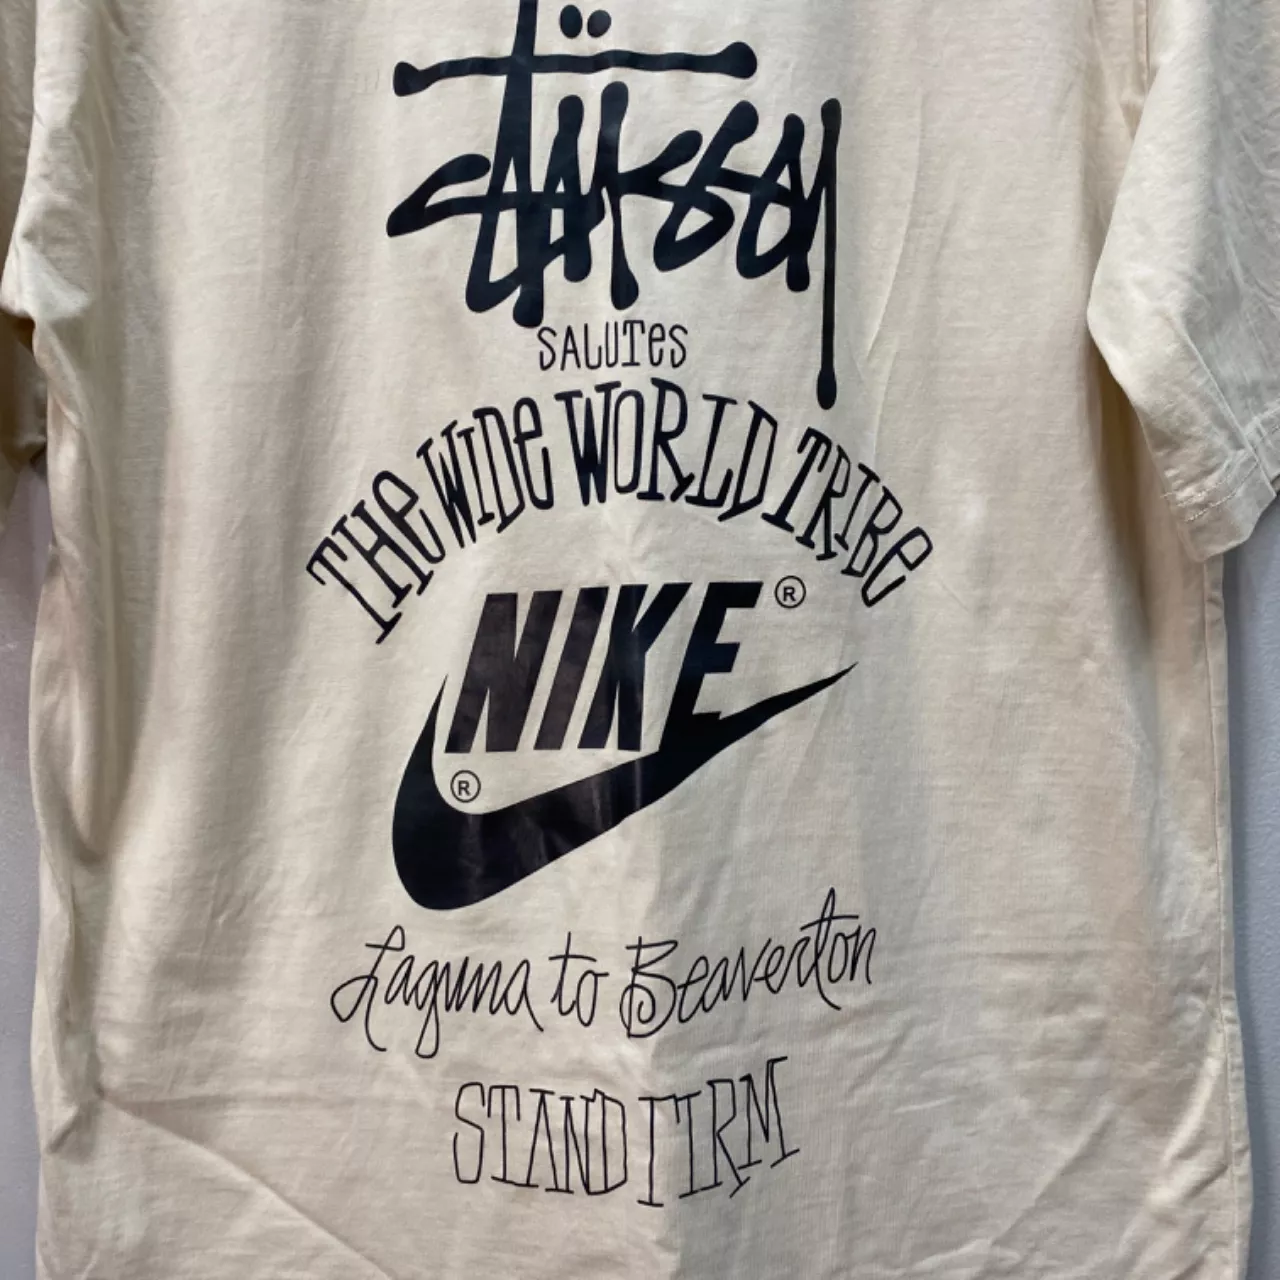 Stüssy
SALUTES
THE WIDE WORLD TRIBE
NIKE ®
®
Laguna to Beaverton
STAND FIRM